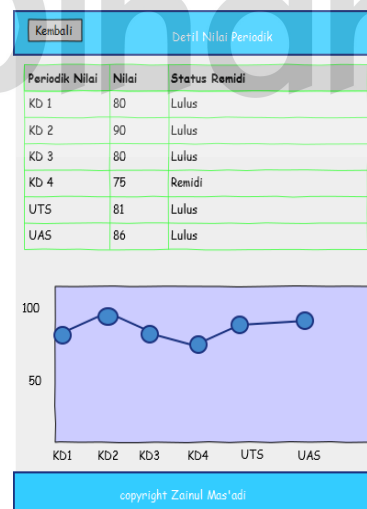 Kembali
Detil Nilai Periodik
Periodik Nilai Nilai Status Remidi
KD 1 80 Lulus
KD 2 90 Lulus
KD 3 80 Lulus
KD 4 75 Remidi
UTS 81 Lulus
UAS 86 Lulus
100
50
KD1 KD2 KD3 KD4 UTS UAS
copyright Zainul Mas'adi